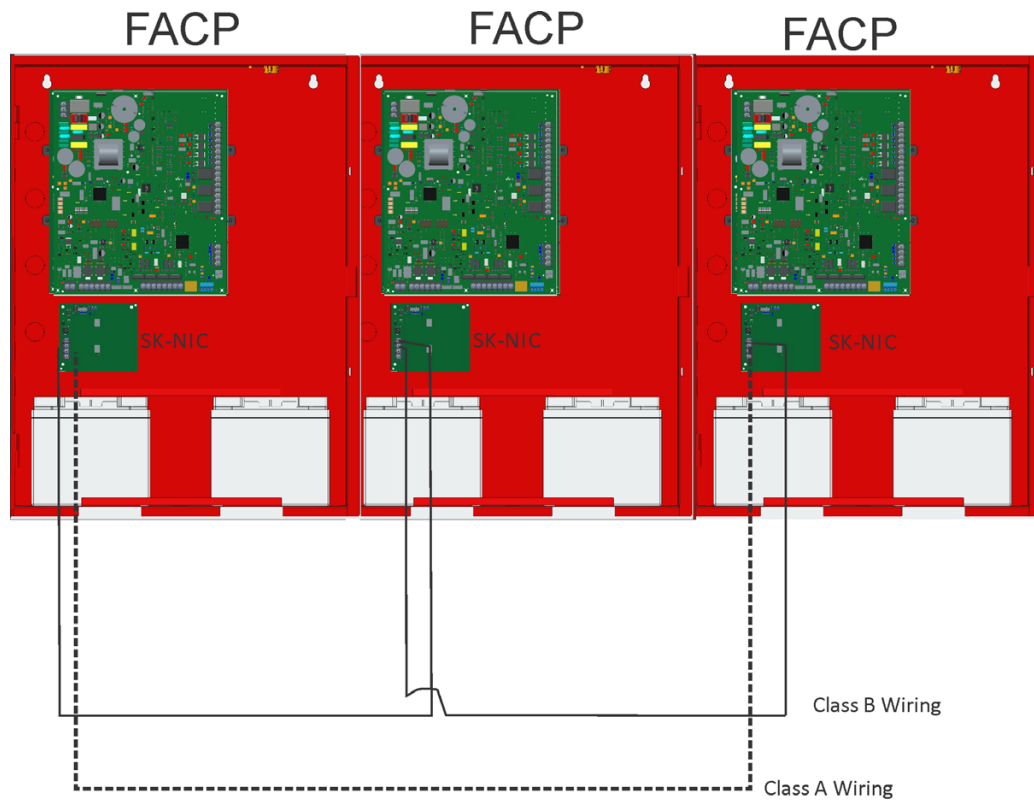 FACP
FACP
FACP
SK-NIC
SK-NIC
SK-NIC
Class B Wiring
Class A Wiring